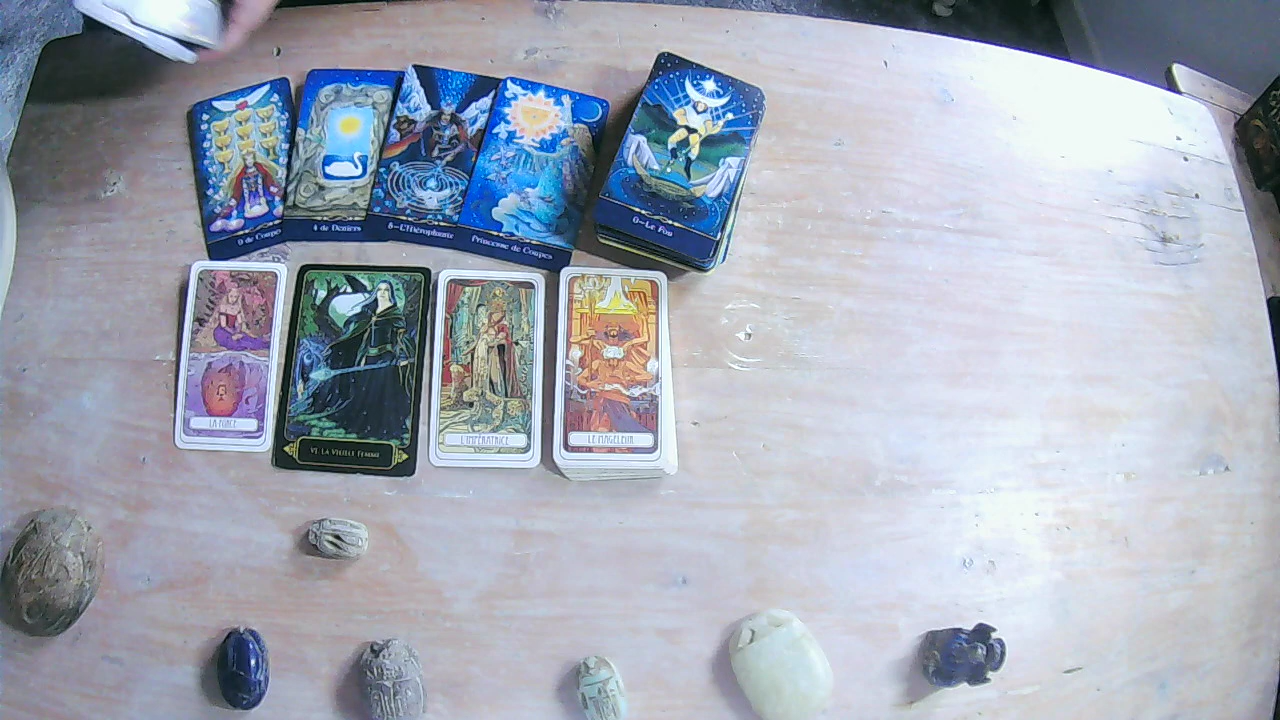 9 de Coupes
4 de Deniers
5-L'Hiérophante
Princesse de Coupes
0-Le Fou
LA FORCE
VI. LA VIEILLE FEMME
L'IMPÉRATRICE
LE MAGICIEN